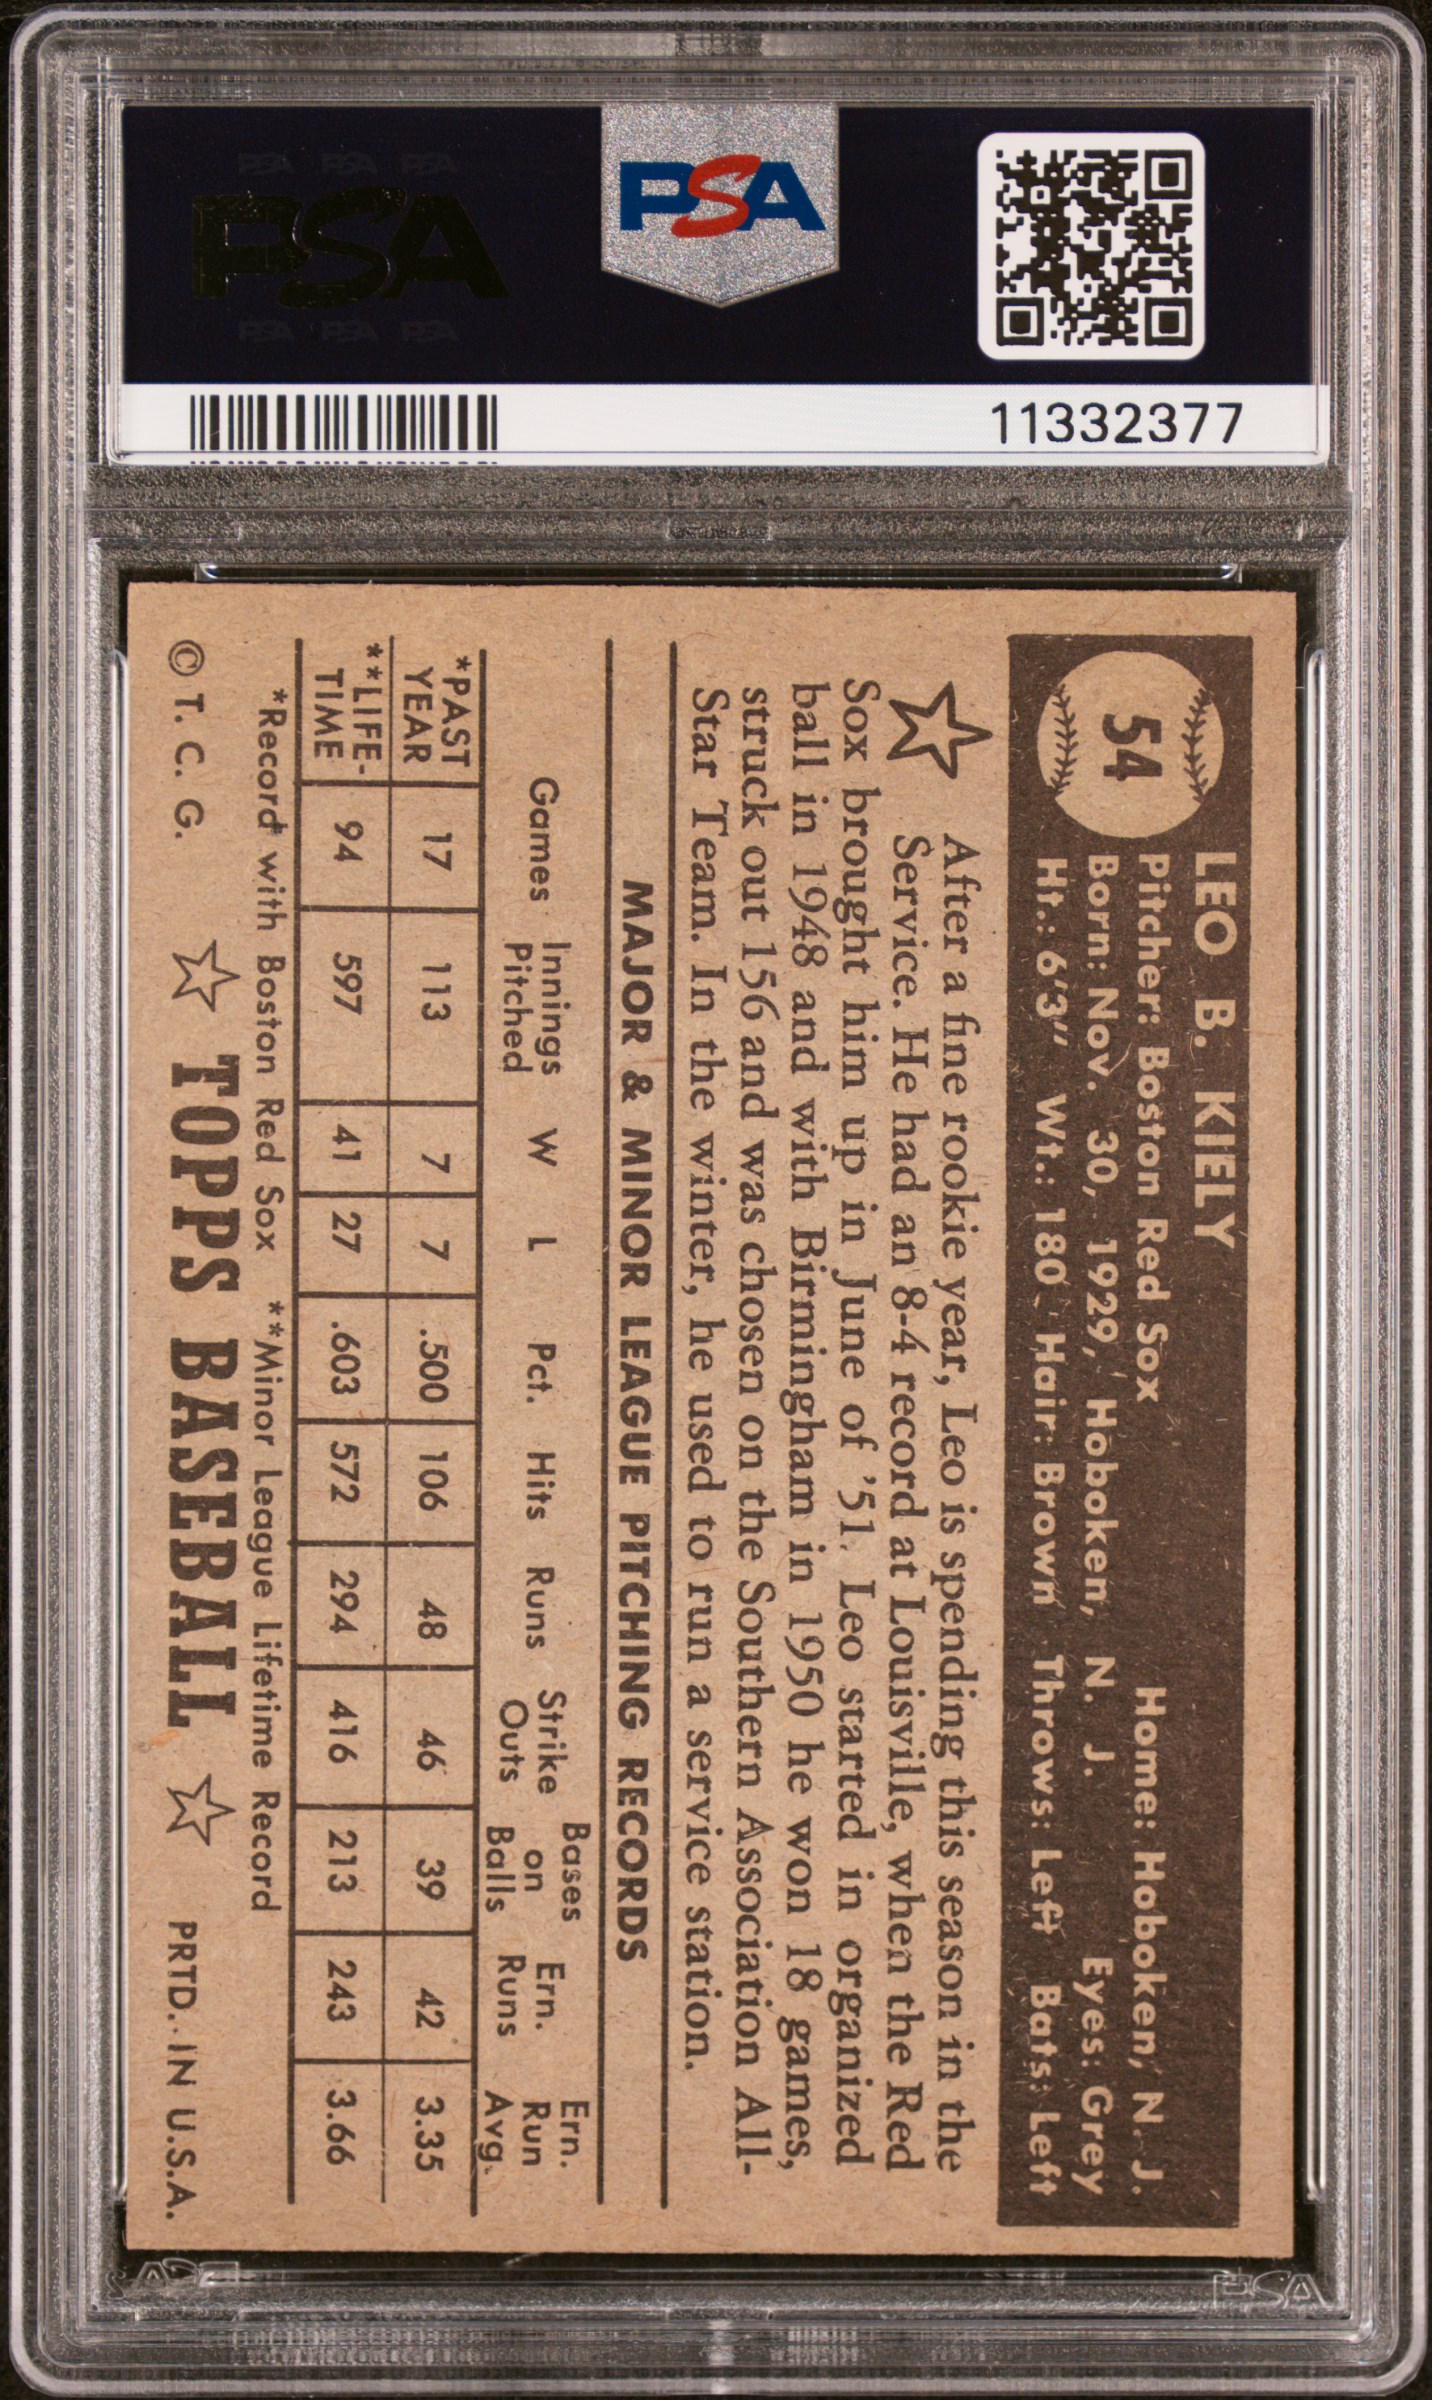 PSA PSA PSA
PSA
PSA PSA PSA
PSA
11332377
54
LEO B. KIELY
Pitcher: Boston Red Sox Home: Hoboken, N. J.
Born: Nov. 30, 1929, Hoboken, N. J. Eyes: Grey
Ht.: 6'3" Wt.: 180 Hair: Brown Throws: Left Bats: Left
After a fine rookie year, Leo is spending this season in the
Service. He had an 8-4 record at Louisville, when the Red
Sox brought him up in June of '51. Leo started in organized
ball in 1948 and with Birmingham in 1950 he won 18 games,
struck out 156 and was chosen on the Southern Association All-
Star Team. In the winter, he used to run a service station.
MAJOR & MINOR LEAGUE PITCHING RECORDS
Games Innings Pitched W L Pct. Hits Runs Strike Outs Bases on Balls Ern. Runs Ern. Run Avg.
*PAST YEAR 17 113 7 7 .500 106 48 46 39 42 3.35
**LIFE-TIME 94 597 41 27 .603 572 294 416 213 243 3.66
*Record with Boston Red Sox **Minor League Lifetime Record
© T. C. G. TOPPS BASEBALL PRTD. IN U.S.A.
PSA
PSA